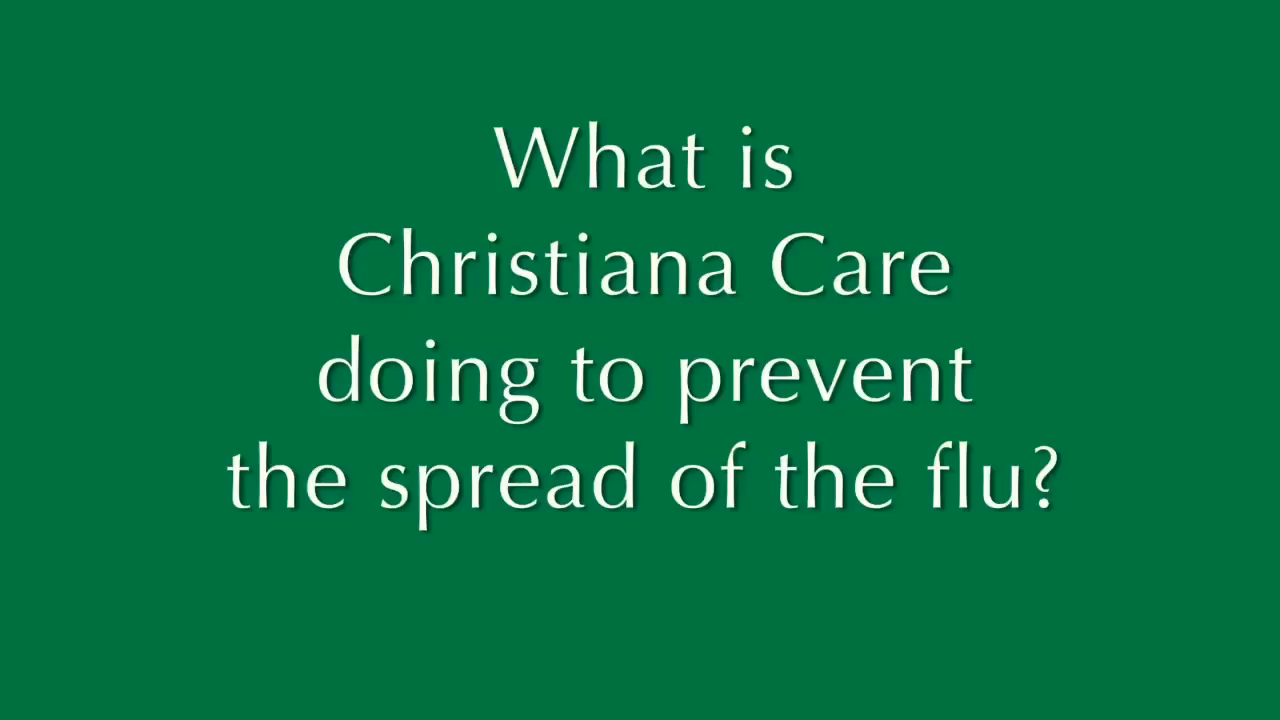 What is
Christiana Care
doing to prevent
the spread of the flu?